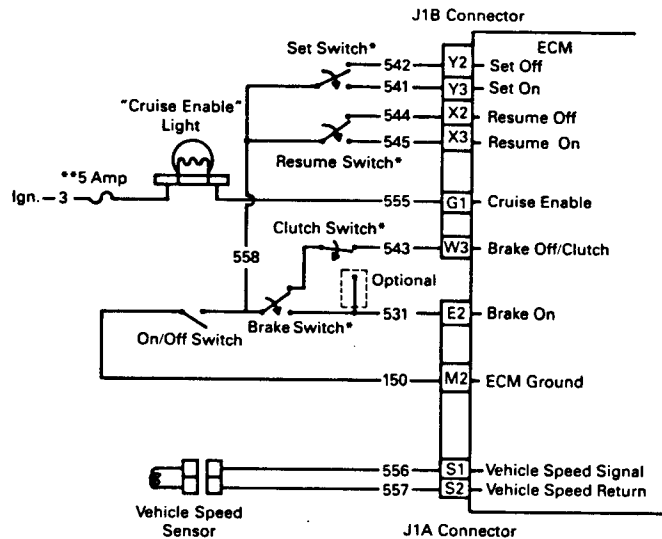 J1B Connector
ECM
Set Switch*
542 Y2 Set Off
541 Y3 Set On
"Cruise Enable"
Light
544 X2 Resume Off
545 X3 Resume On
Resume Switch*
**5 Amp
Ign. 3
555 G1 Cruise Enable
Clutch Switch*
543 W3 Brake Off/Clutch
558
Optional
531 E2 Brake On
On/Off Switch
Brake Switch*
150 M2 ECM Ground
556 S1 Vehicle Speed Signal
557 S2 Vehicle Speed Return
Vehicle Speed
Sensor
J1A Connector